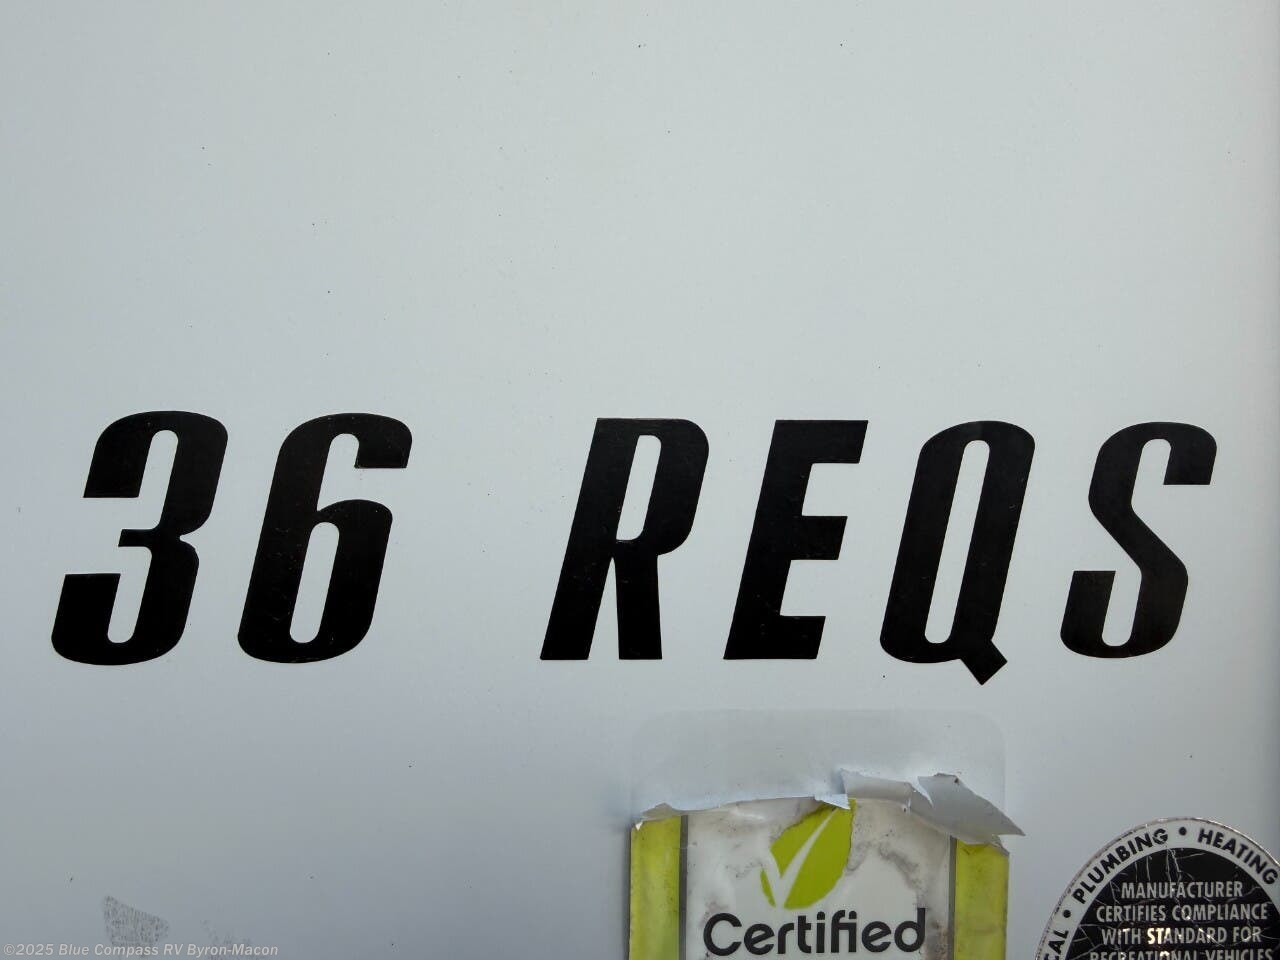 36 REQS
Certified
AL • PLUMBING • HEATING
MANUFACTURER
CERTIFIES COMPLIANCE
WITH STANDARD FOR
RECREATIONAL VEHICLES
©2025 Blue Compass RV Byron-Macon